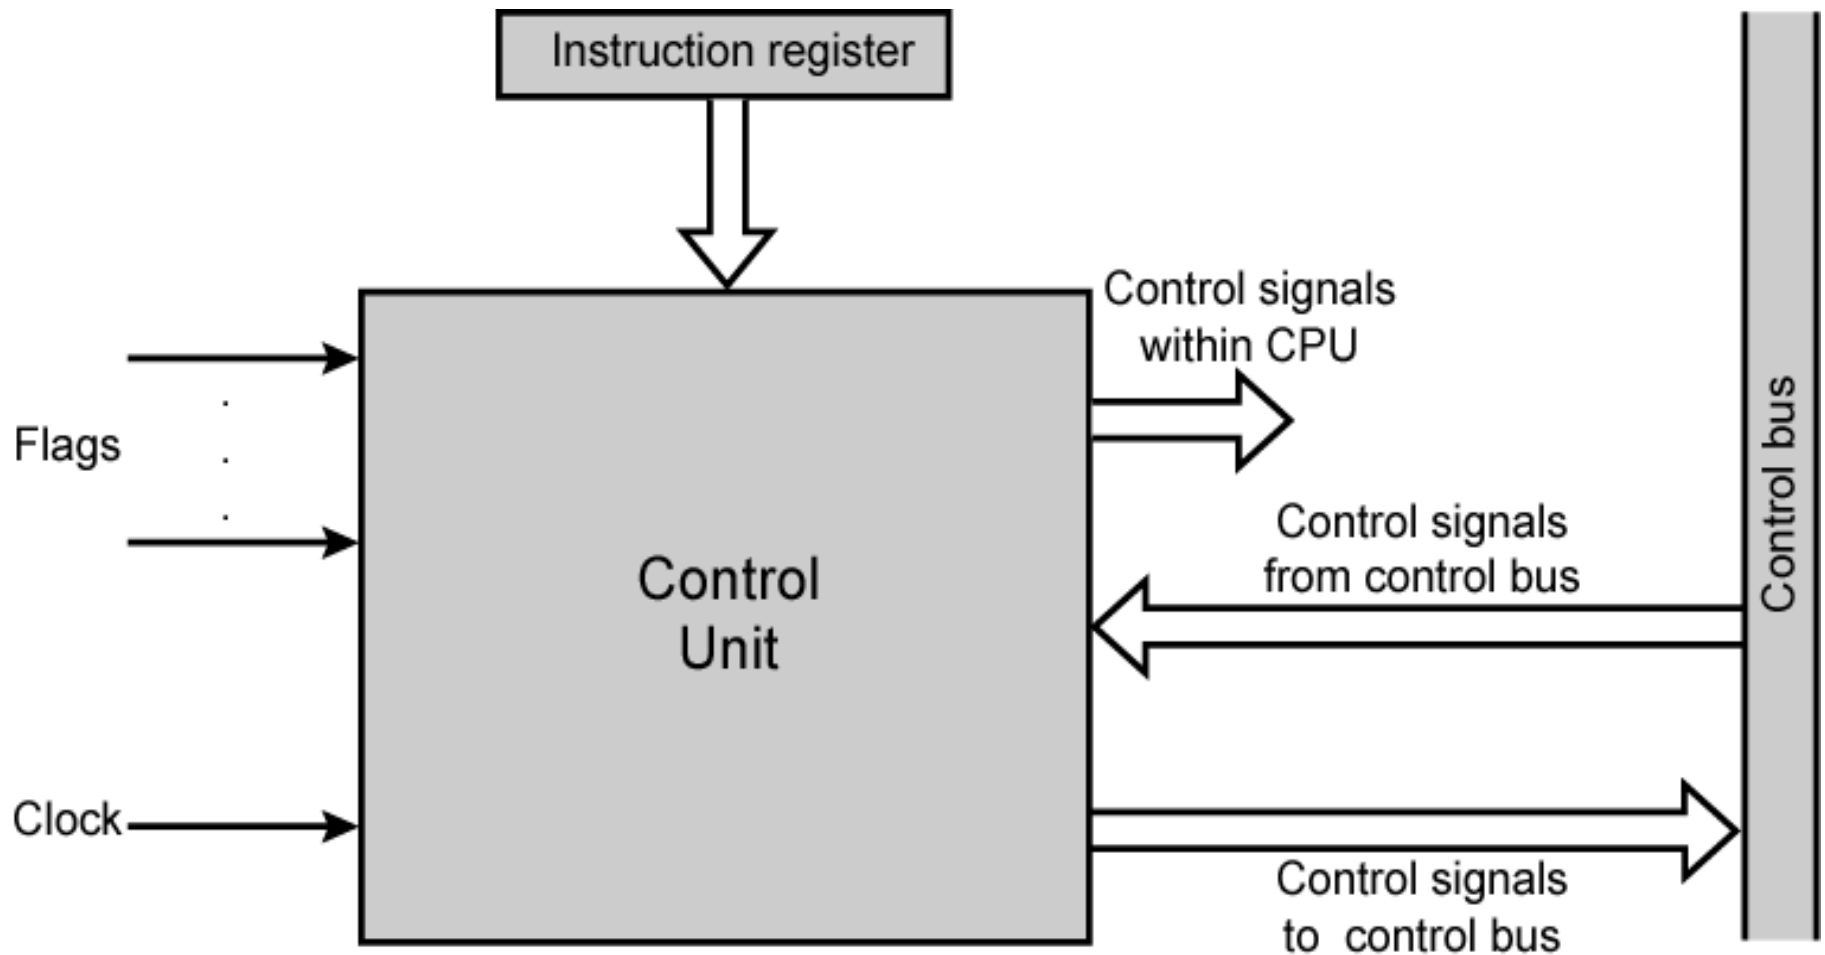 Instruction register
Control signals
within CPU
Flags
Control signals
from control bus
Control
Unit
Control bus
Clock
Control signals
to control bus